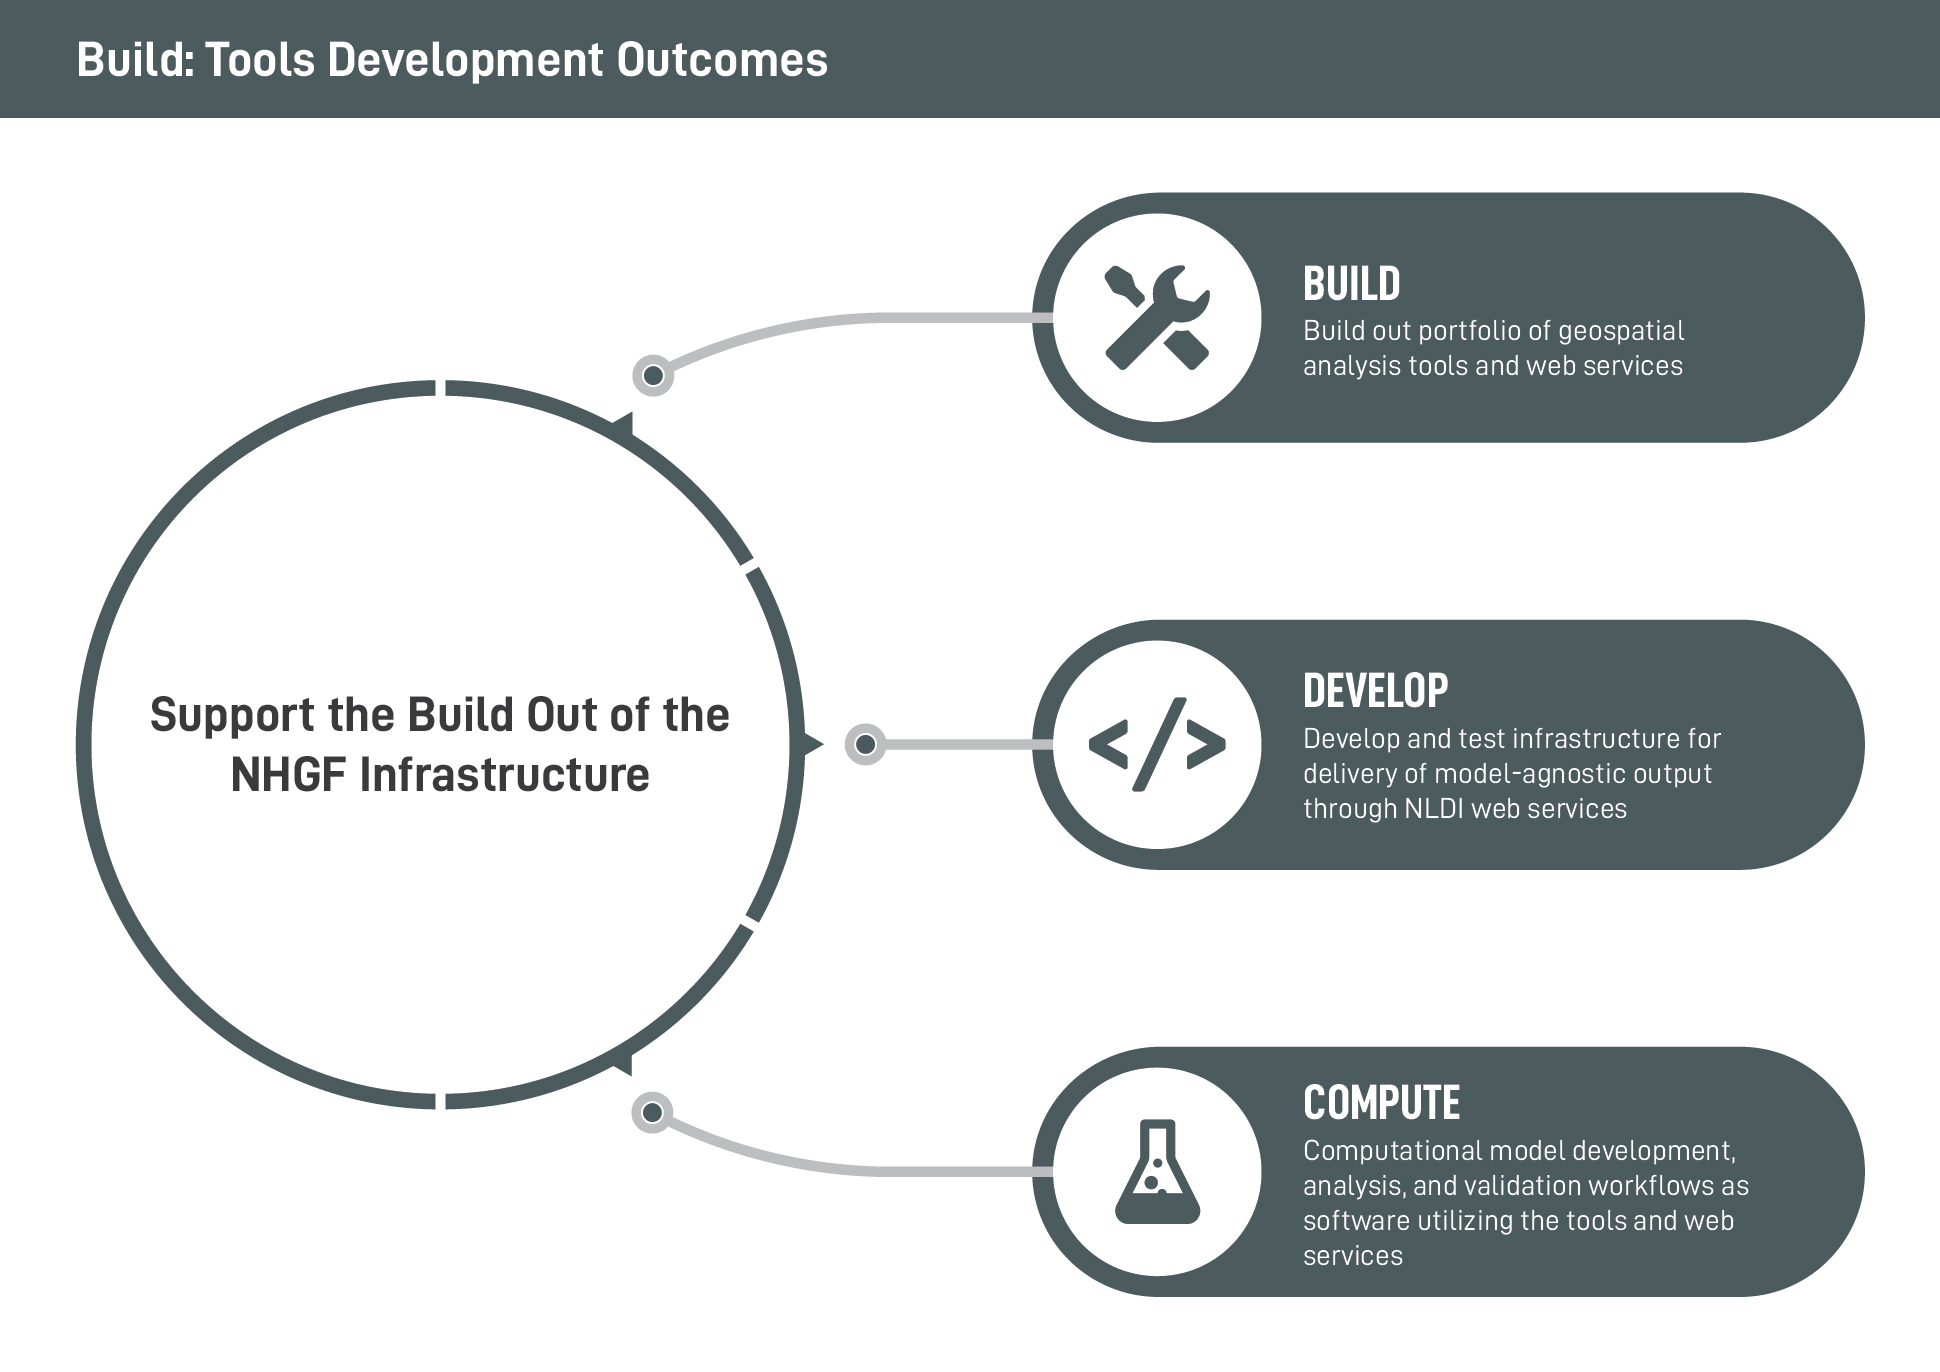 Build: Tools Development Outcomes
Support the Build Out of the
NHGF Infrastructure
BUILD
Build out portfolio of geospatial
analysis tools and web services
</>
DEVELOP
Develop and test infrastructure for
delivery of model-agnostic output
through NLDI web services
COMPUTE
Computational model development,
analysis, and validation workflows as
software utilizing the tools and web
services